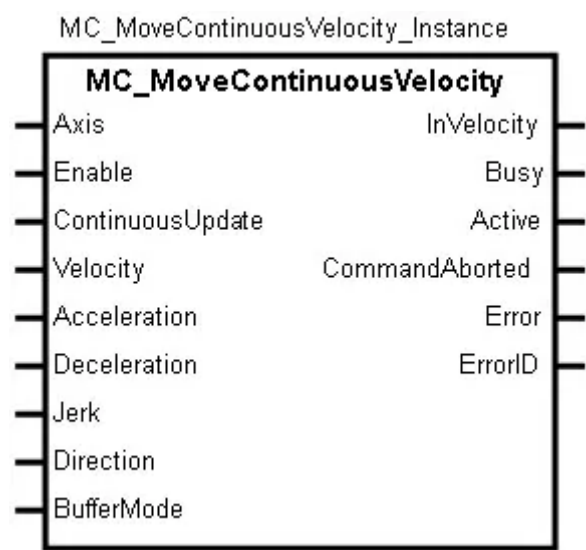 MC_MoveContinuousVelocity_Instance
MC_MoveContinuousVelocity
Axis InVelocity
Enable Busy
ContinuousUpdate Active
Velocity CommandAborted
Acceleration Error
Deceleration ErrorID
Jerk
Direction
BufferMode